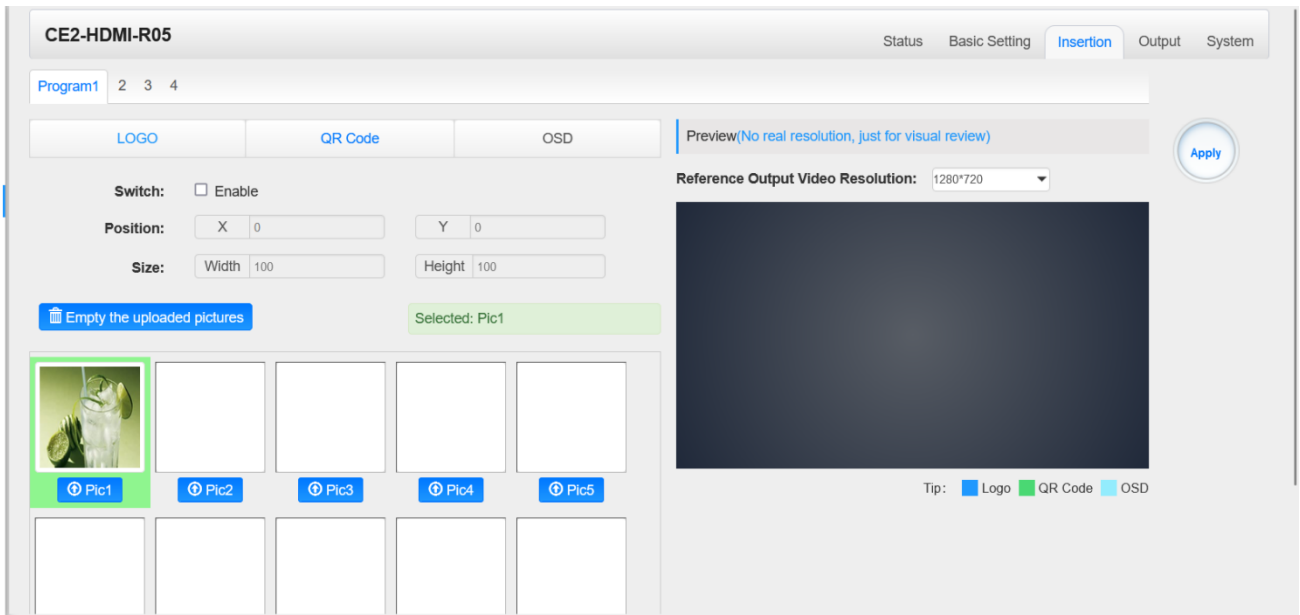 CE2-HDMI-R05
Status Basic Setting Insertion Output System
Program1 2 3 4
LOGO QR Code OSD
Preview(No real resolution, just for visual review)
Apply
Reference Output Video Resolution: 1280*720
Switch: Enable
Position: X 0 Y 0
Size: Width 100 Height 100
Empty the uploaded pictures
Selected: Pic1
Pic1 Pic2 Pic3 Pic4 Pic5
Tip: Logo QR Code OSD